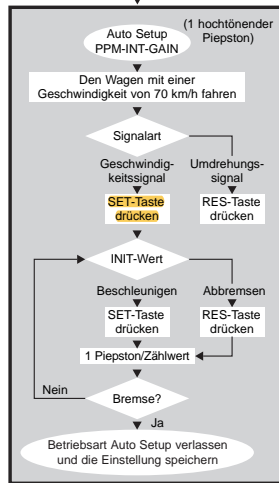 Auto Setup
PPM-INT-GAIN
(1 hochtönender
Piepston)
Den Wagen mit einer
Geschwindigkeit von 70 km/h fahren
Signalart
Geschwindig-
keitssignal
Umdrehungs-
signal
SET-Taste
drücken
RES-Taste
drücken
INIT-Wert
Beschleunigen
Abbremsen
SET-Taste
drücken
RES-Taste
drücken
1 Piepston/Zählwert
Nein
Bremse?
Ja
Betriebsart Auto Setup verlassen
und die Einstellung speichern